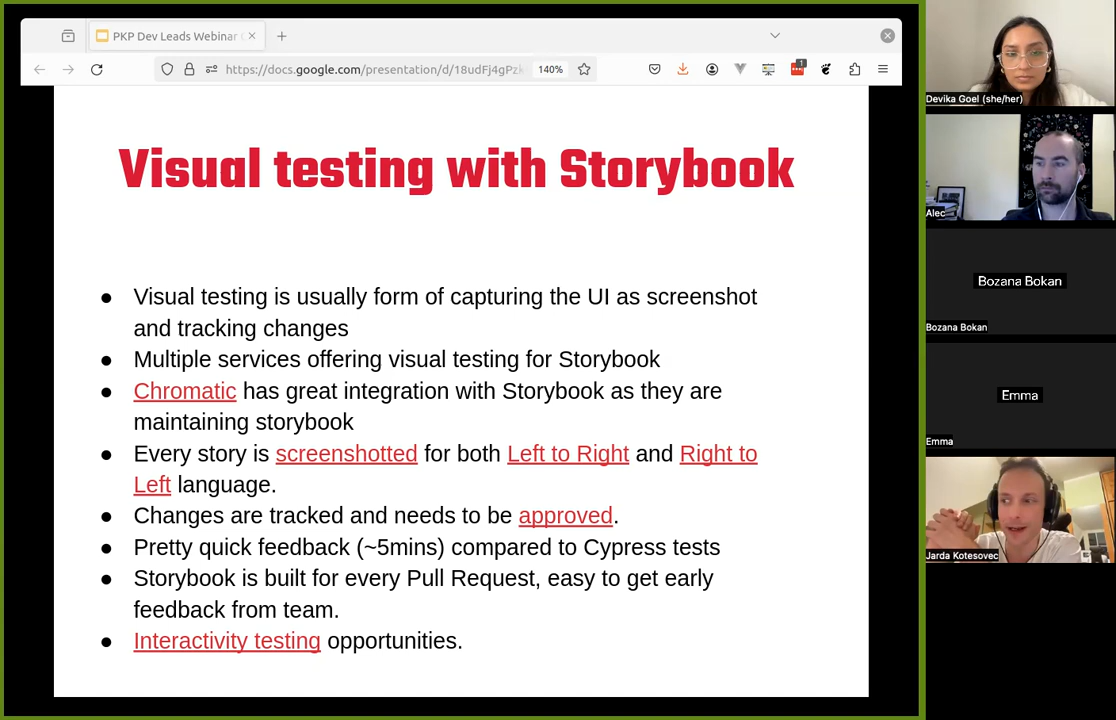 PKP Dev Leads Webinar
https://docs.google.com/presentation/d/18udFj4gPzk
140%
1
Visual testing with Storybook
● Visual testing is usually form of capturing the UI as screenshot
and tracking changes
● Multiple services offering visual testing for Storybook
● Chromatic has great integration with Storybook as they are
maintaining storybook
● Every story is screenshotted for both Left to Right and Right to
Left language.
● Changes are tracked and needs to be approved.
● Pretty quick feedback (~5mins) compared to Cypress tests
● Storybook is built for every Pull Request, easy to get early
feedback from team.
● Interactivity testing opportunities.
Devika Goel (she/her)
Alec
Bozana Bokan
Bozana Bokan
Emma
Emma
Jarda Kotesovec